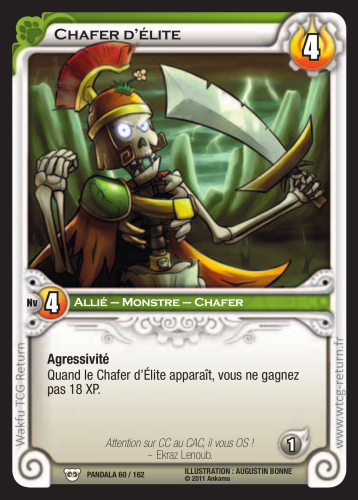 Chafer d'Élite
4
Nv 4 Allié – Monstre – Chafer
Agressivité
Quand le Chafer d'Élite apparaît, vous ne gagnez
pas 18 XP.
Attention sur CC au CAC, il vous OS !
– Ekraz Lenoub.
1
Wakfu TCG Return
www.wtcg-return.fr
PANDALA 60 / 162
ILLUSTRATION : AUGUSTIN BONNE
© 2011 Ankama